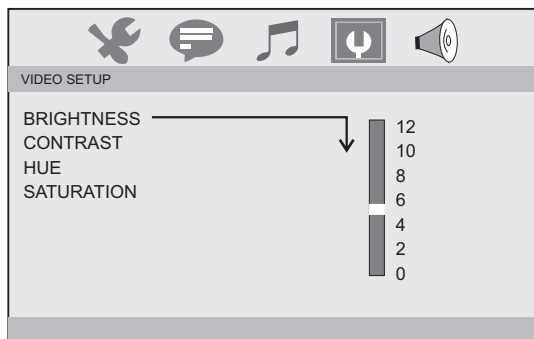 VIDEO SETUP
BRIGHTNESS
CONTRAST
HUE
SATURATION
12
10
8
6
4
2
0